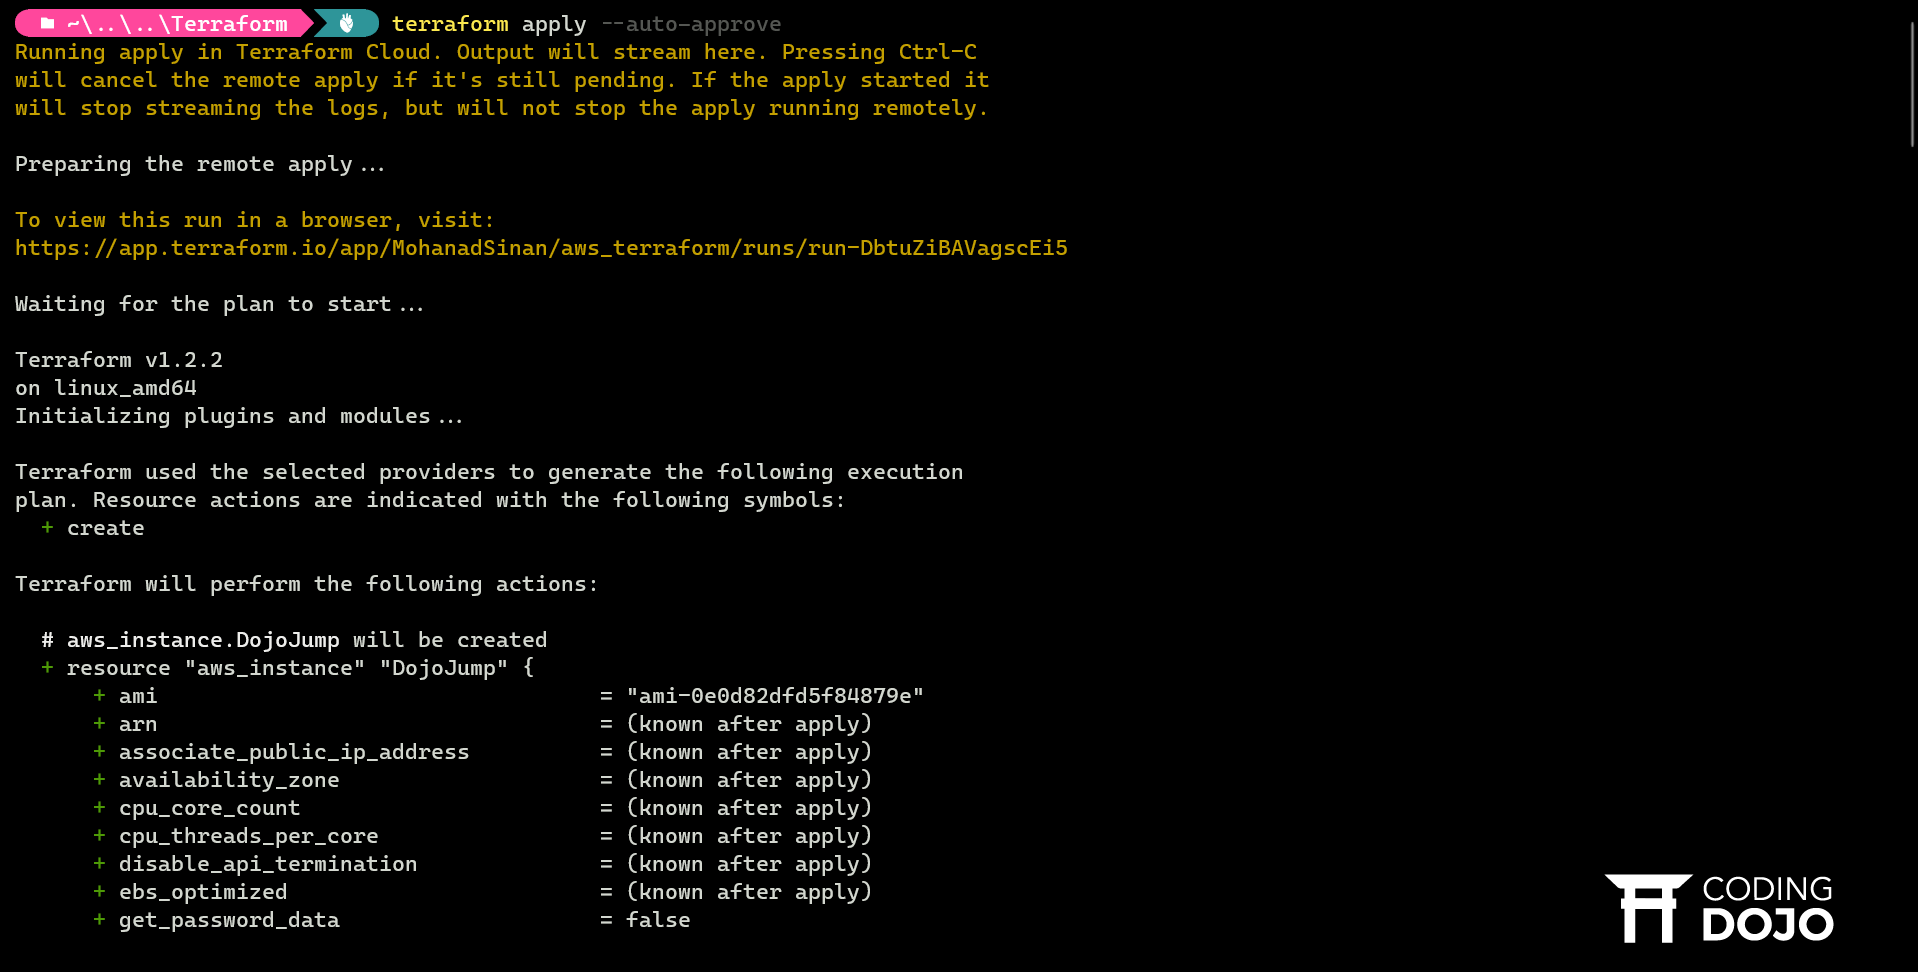 ~\..\..\Terraform terraform apply --auto-approve
Running apply in Terraform Cloud. Output will stream here. Pressing Ctrl-C
will cancel the remote apply if it's still pending. If the apply started it
will stop streaming the logs, but will not stop the apply running remotely.
Preparing the remote apply...
To view this run in a browser, visit:
https://app.terraform.io/app/MohanadSinan/aws_terraform/runs/run-DbtuZiBAVagscEi5
Waiting for the plan to start...
Terraform v1.2.2
on linux_amd64
Initializing plugins and modules...
Terraform used the selected providers to generate the following execution
plan. Resource actions are indicated with the following symbols:
  + create
Terraform will perform the following actions:
  # aws_instance.DojoJump will be created
  + resource "aws_instance" "DojoJump" {
      + ami                                  = "ami-0e0d82dfd5f84879e"
      + arn                                  = (known after apply)
      + associate_public_ip_address          = (known after apply)
      + availability_zone                    = (known after apply)
      + cpu_core_count                       = (known after apply)
      + cpu_threads_per_core                 = (known after apply)
      + disable_api_termination              = (known after apply)
      + ebs_optimized                        = (known after apply)
      + get_password_data                    = false
CODING
DOJO